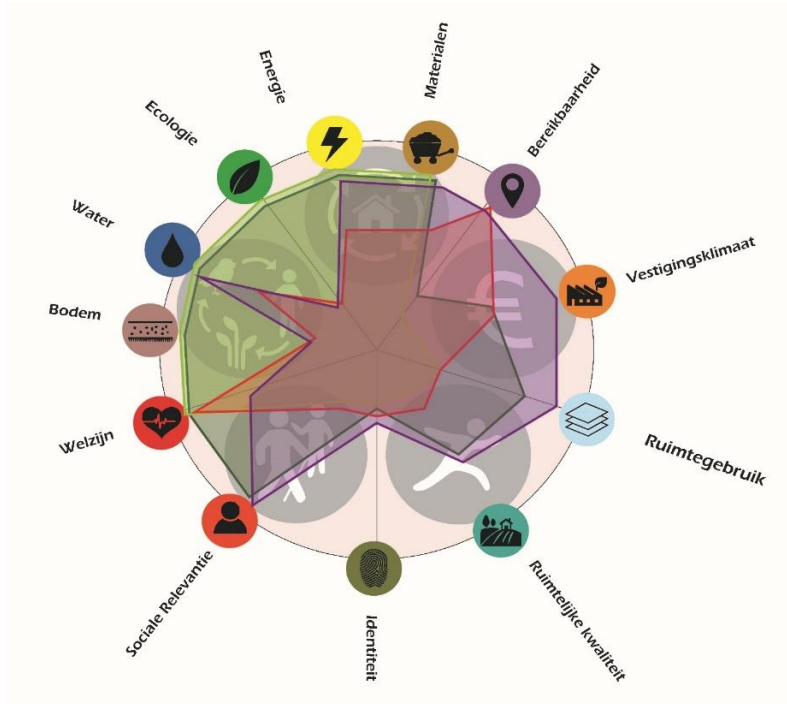 Energie
Materialen
Bereikbaarheid
Vestigingsklimaat
Ruimtegebruik
Ruimtelijke kwaliteit
Identiteit
Sociale Relevantie
Welzijn
Bodem
Water
Ecologie
€